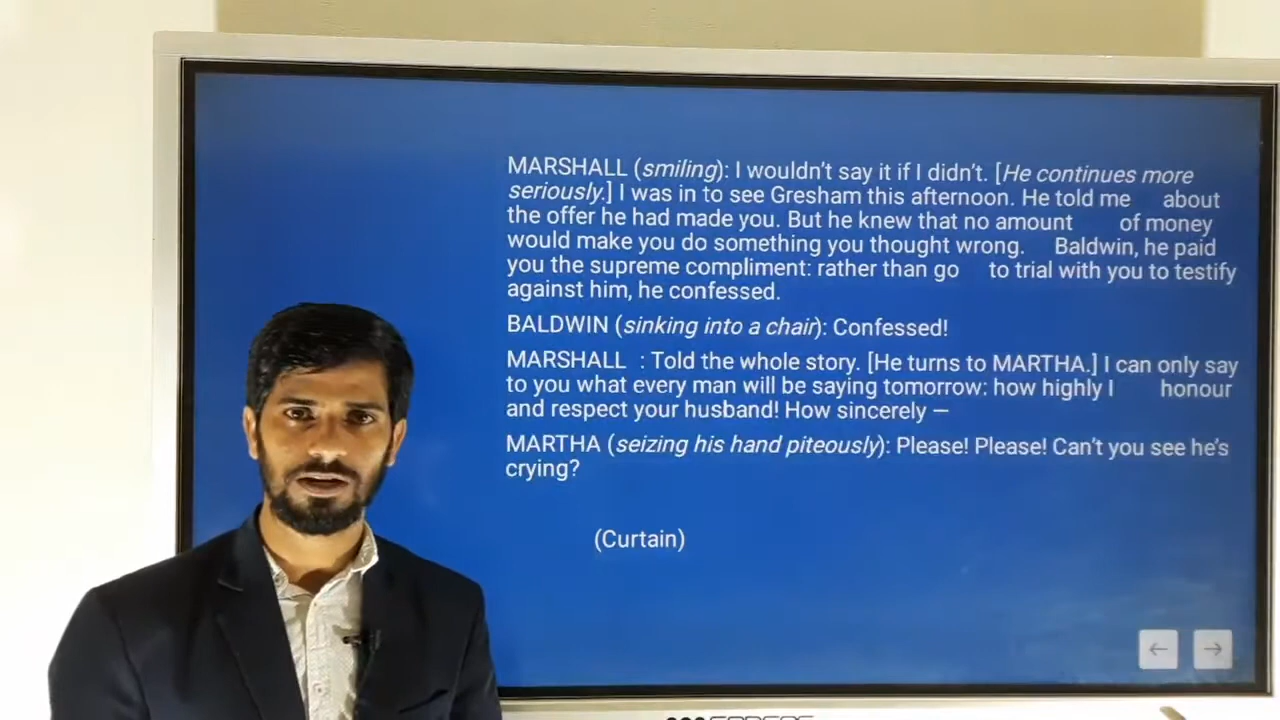 MARSHALL (smiling): I wouldn't say it if I didn't. [He continues more
seriously.] I was in to see Gresham this afternoon. He told me about
the offer he had made you. But he knew that no amount of money
would make you do something you thought wrong. Baldwin, he paid
you the supreme compliment: rather than go to trial with you to testify
against him, he confessed.
BALDWIN (sinking into a chair): Confessed!
MARSHALL : Told the whole story. [He turns to MARTHA.] I can only say
to you what every man will be saying tomorrow: how highly I honour
and respect your husband! How sincerely —
MARTHA (seizing his hand piteously): Please! Please! Can't you see he's
crying?
(Curtain)